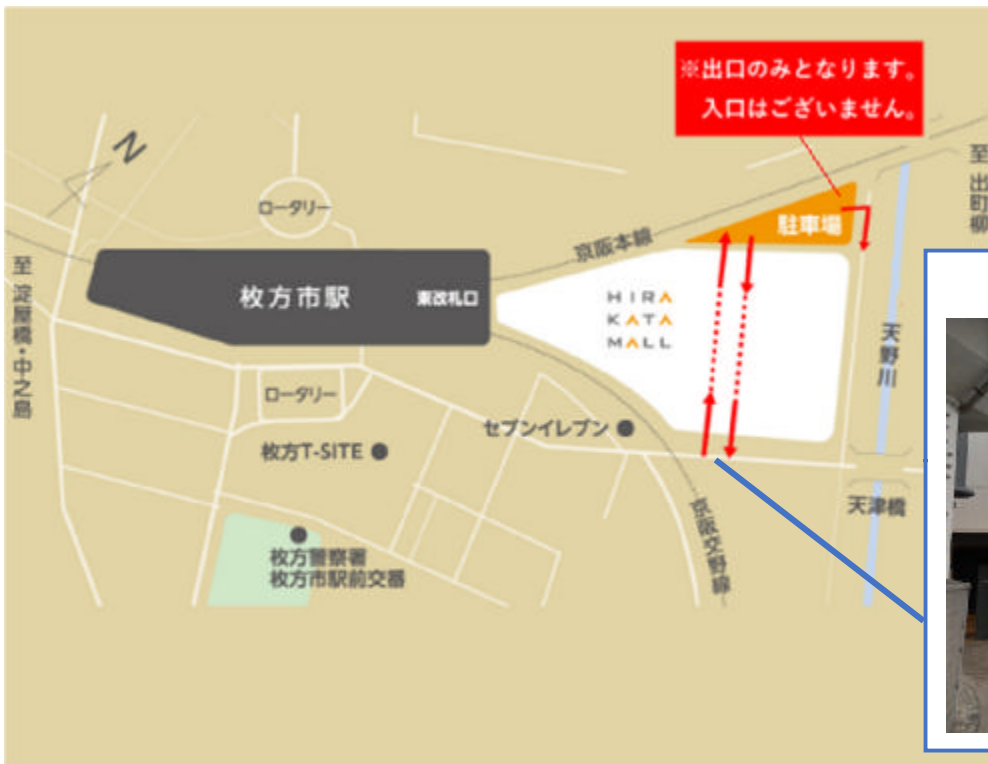 ※出口のみとなります。
入口はございません。
N
至 出町柳
ロータリー
駐車場
京阪本線
至 淀屋橋・中之島
枚方市駅
東改札口
HIRA
KATA
MALL
天野川
ロータリー
セブンイレブン
枚方T-SITE
天津橋
京阪交野線
枚方警察署
枚方市駅前交番